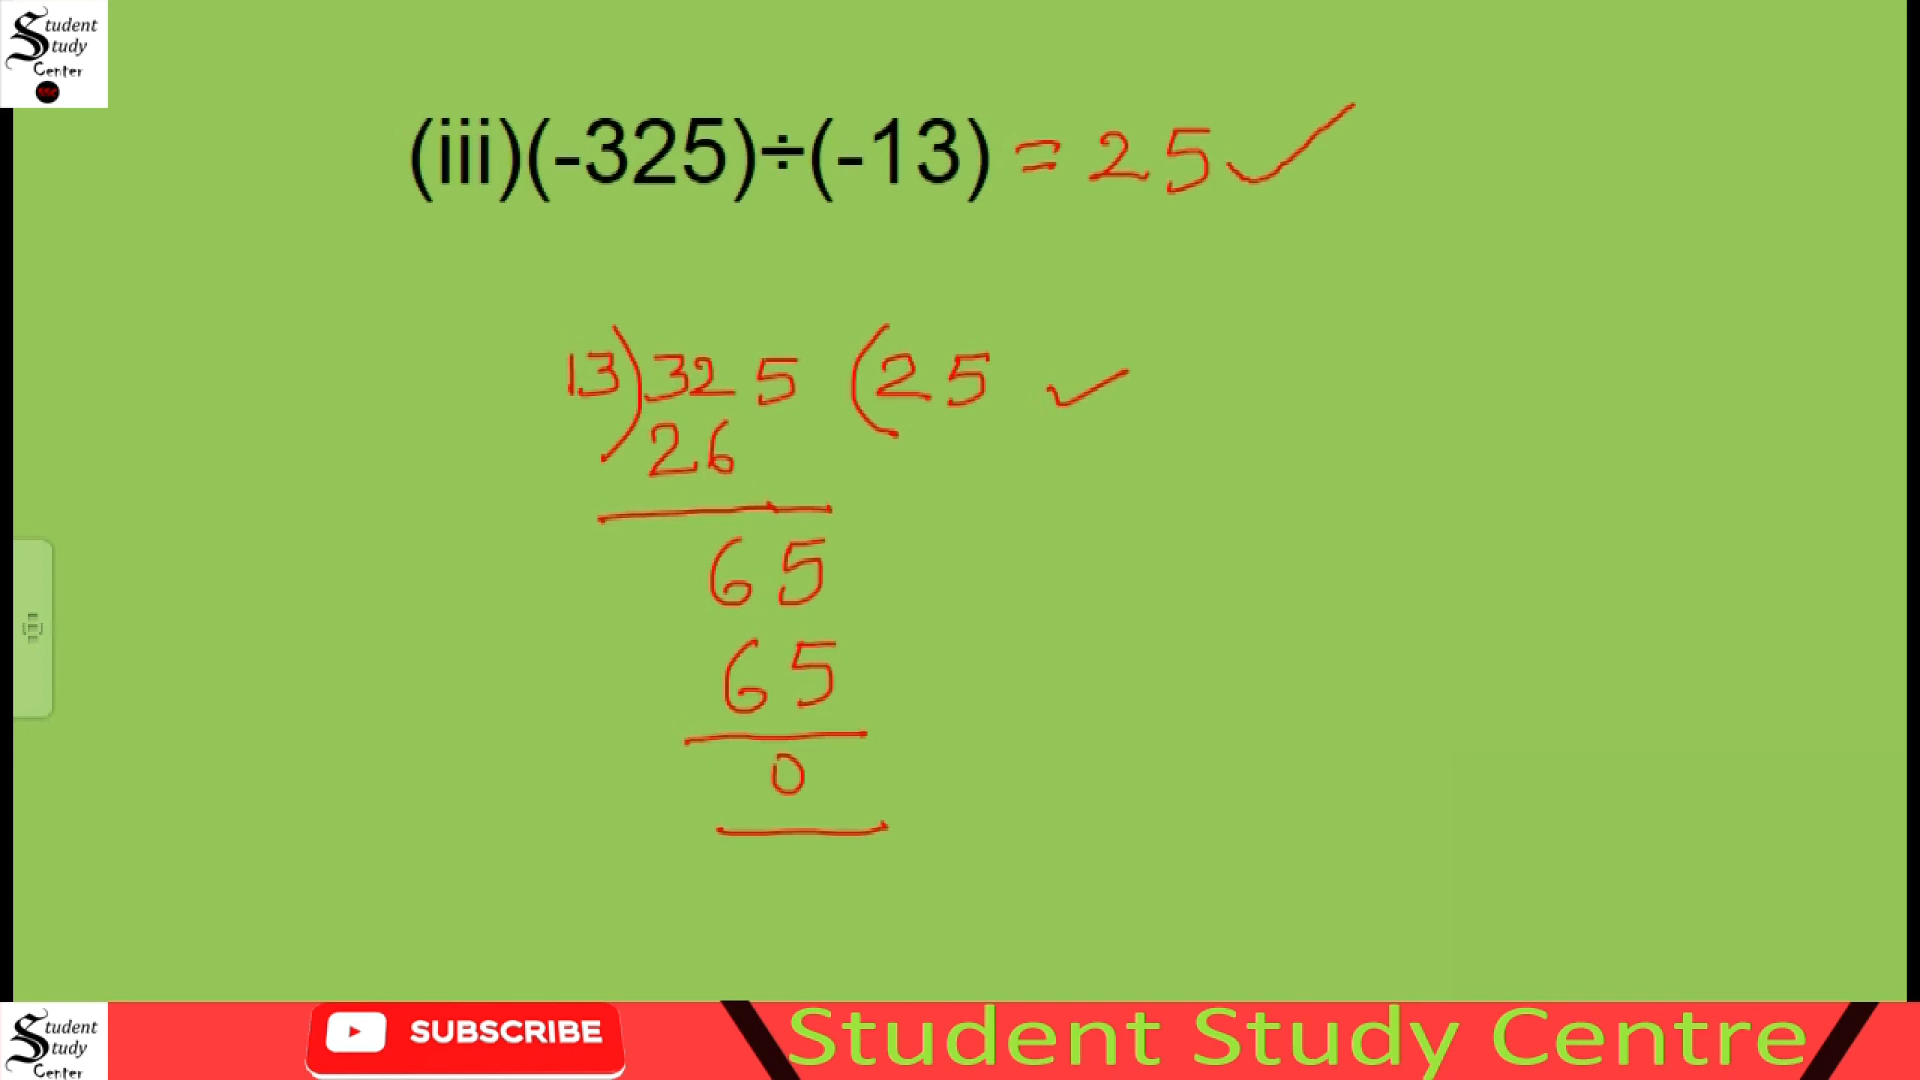 Student
Study
Center
SSC
(iii)(-325)÷(-13) = 25 ✓
13)325(25 ✓
26
65
65
0
Student
Study
Center
SUBSCRIBE
Student Study Centre